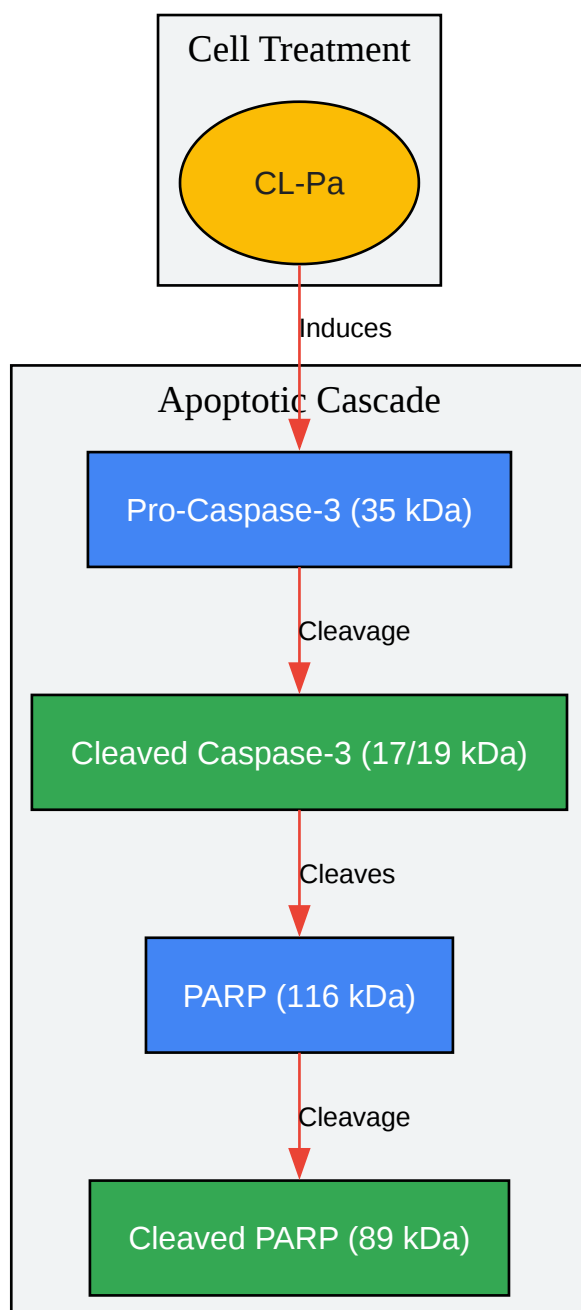 Cell Treatment
CL-Pa
Induces
Apoptotic Cascade
Pro-Caspase-3 (35 kDa)
Cleavage
Cleaved Caspase-3 (17/19 kDa)
Cleaves
PARP (116 kDa)
Cleavage
Cleaved PARP (89 kDa)